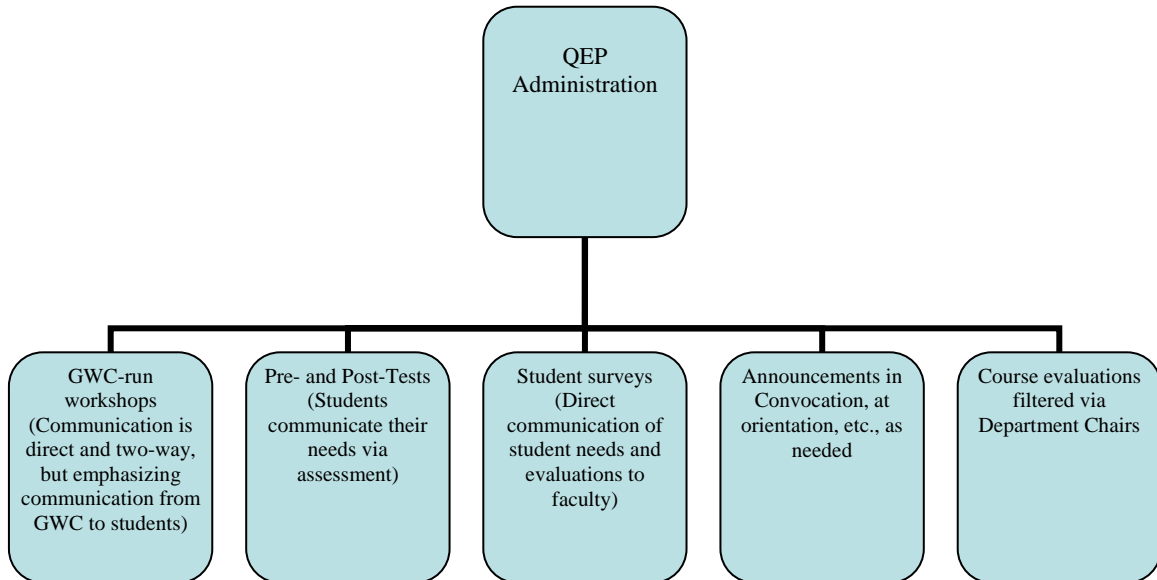 QEP
Administration
GWC-run
workshops
(Communication is
direct and two-way,
but emphasizing
communication from
GWC to students)
Pre- and Post-Tests
(Students
communicate their
needs via
assessment)
Student surveys
(Direct
communication of
student needs and
evaluations to
faculty)
Announcements in
Convocation, at
orientation, etc., as
needed
Course evaluations
filtered via
Department Chairs